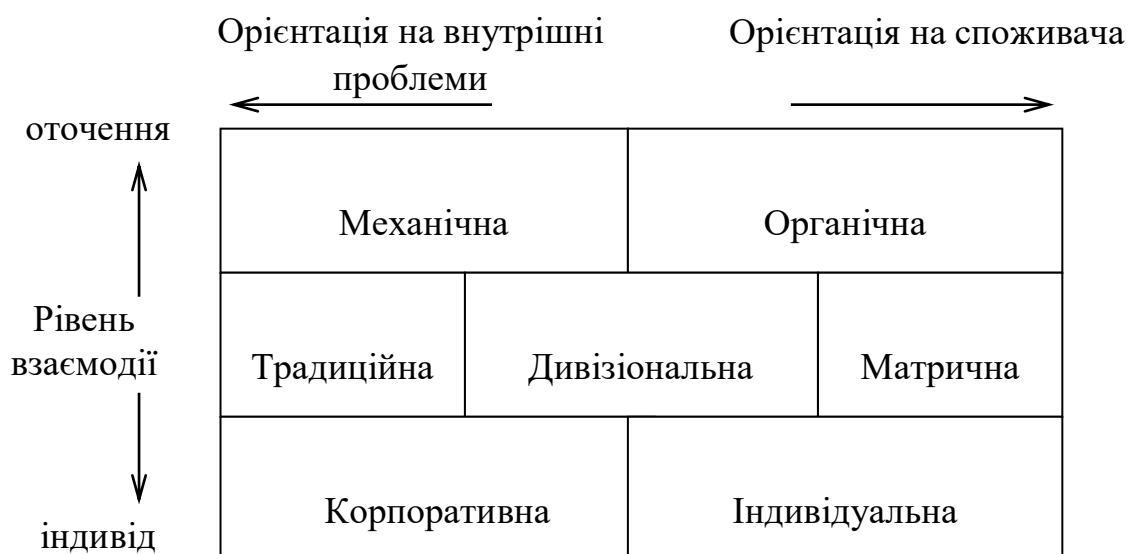 Орієнтація на внутрішні
проблеми
Орієнтація на споживача
оточення
Механічна
Органічна
Рівень
взаємодії
Традиційна
Дивізіональна
Матрична
Корпоративна
Індивідуальна
індивід